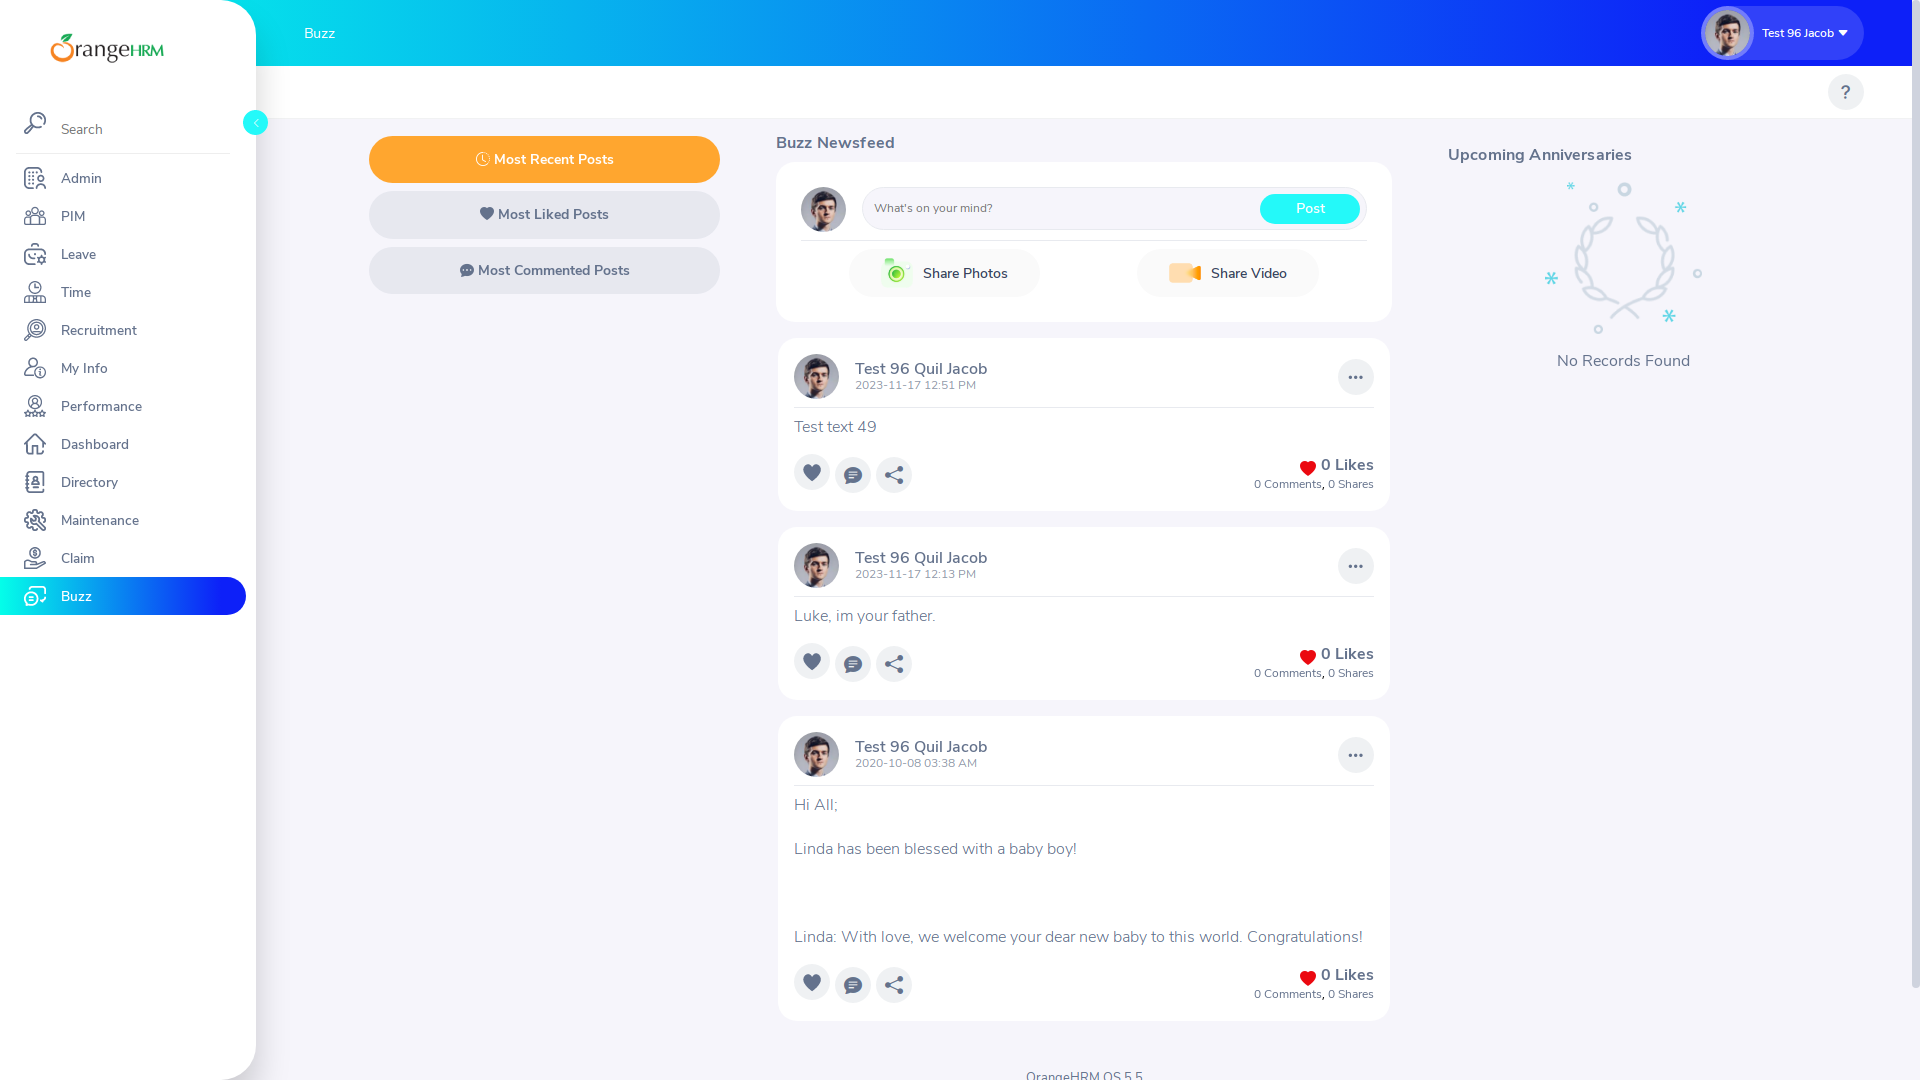 OrangeHRM
Search
Admin
PIM
Leave
Time
Recruitment
My Info
Performance
Dashboard
Directory
Maintenance
Claim
Buzz
Buzz
Test 96 Jacob
?
Most Recent Posts
Most Liked Posts
Most Commented Posts
Buzz Newsfeed
What's on your mind?
Post
Share Photos
Share Video
Test 96 Quil Jacob
2023-11-17 12:51 PM
Test text 49
0 Likes
0 Comments, 0 Shares
Test 96 Quil Jacob
2023-11-17 12:13 PM
Luke, im your father.
0 Likes
0 Comments, 0 Shares
Test 96 Quil Jacob
2020-10-08 03:38 AM
Hi All;
Linda has been blessed with a baby boy!
Linda: With love, we welcome your dear new baby to this world. Congratulations!
0 Likes
0 Comments, 0 Shares
Upcoming Anniversaries
No Records Found
OrangeHRM OS 5.5